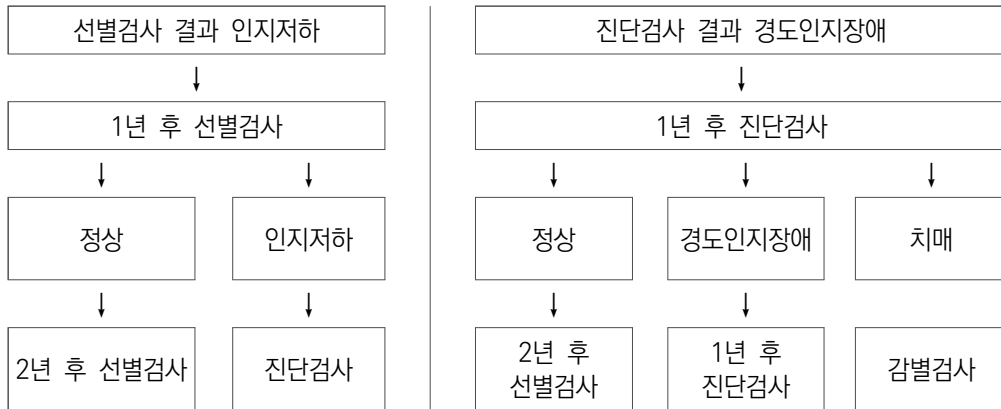 선별검사 결과 인지저하
1년 후 선별검사
정상 인지저하
2년 후 선별검사 진단검사
진단검사 결과 경도인지장애
1년 후 진단검사
정상 경도인지장애 치매
2년 후
선별검사
1년 후
진단검사
감별검사